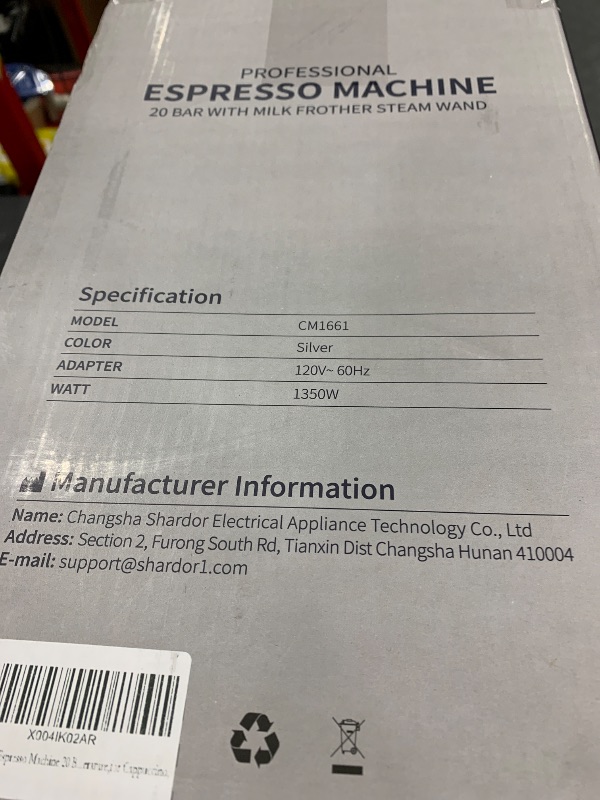 PROFESSIONAL
ESPRESSO MACHINE
20 BAR WITH MILK FROTHER STEAM WAND
Specification
MODEL CM1661
COLOR Silver
ADAPTER 120V~ 60Hz
WATT 1350W
Manufacturer Information
Name: Changsha Shardor Electrical Appliance Technology Co., Ltd
Address: Section 2, Furong South Rd, Tianxin Dist Changsha Hunan 410004
E-mail: support@shardor1.com
X004IK02AR
Espresso Machine 20 B...